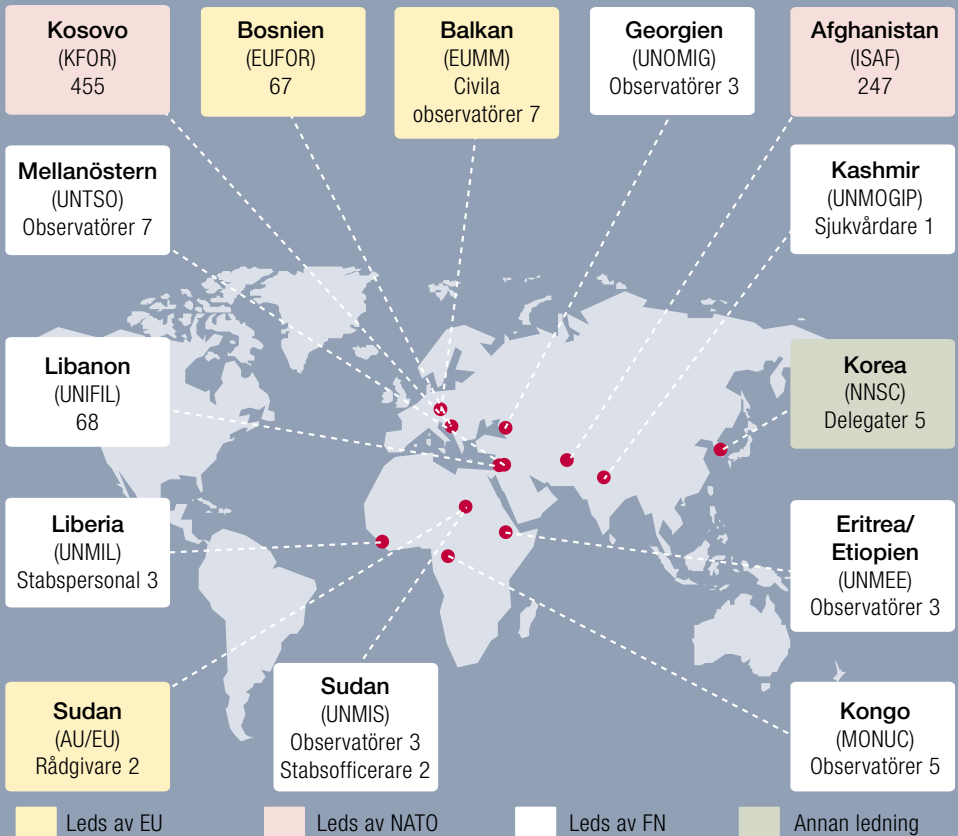 Kosovo
(KFOR)
455
Bosnien
(EUFOR)
67
Balkan
(EUMM)
Civila
observatörer 7
Georgien
(UNOMIG)
Observatörer 3
Afghanistan
(ISAF)
247
Mellanöstern
(UNTSO)
Observatörer 7
Kashmir
(UNMOGIP)
Sjukvårdare 1
Libanon
(UNIFIL)
68
Korea
(NNSC)
Delegater 5
Liberia
(UNMIL)
Stabspersonal 3
Eritrea/
Etiopien
(UNMEE)
Observatörer 3
Sudan
(AU/EU)
Rådgivare 2
Sudan
(UNMIS)
Observatörer 3
Stabsofficerare 2
Kongo
(MONUC)
Observatörer 5
Leds av EU
Leds av NATO
Leds av FN
Annan ledning